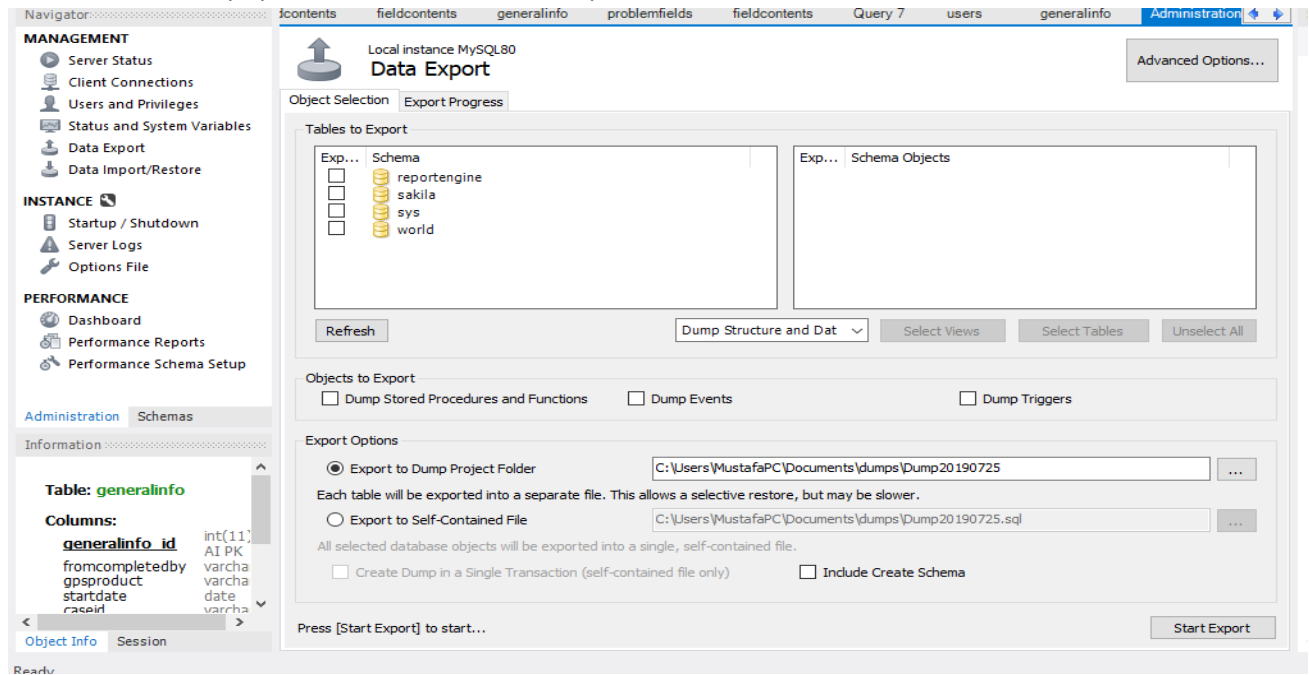 Navigator
dcontents fieldcontents generalinfo problemfields fieldcontents Query 7 users generalinfo Administration
MANAGEMENT
Server Status
Client Connections
Users and Privileges
Status and System Variables
Data Export
Data Import/Restore
INSTANCE
Startup / Shutdown
Server Logs
Options File
PERFORMANCE
Dashboard
Performance Reports
Performance Schema Setup
Administration Schemas
Information
Table: generalinfo
Columns:
generalinfo_id int(11) AI PK
fromcompletedby varcha
gpsproduct varcha
startdate date
caseid varcha
Object Info Session
Ready
Local instance MySQL80
Data Export
Advanced Options...
Object Selection Export Progress
Tables to Export
Exp... Schema
reportengine
sakila
sys
world
Exp... Schema Objects
Refresh Dump Structure and Dat Select Views Select Tables Unselect All
Objects to Export
Dump Stored Procedures and Functions Dump Events Dump Triggers
Export Options
Export to Dump Project Folder C:\Users\MustafaPC\Documents\dumps\Dump20190725 ...
Each table will be exported into a separate file. This allows a selective restore, but may be slower.
Export to Self-Contained File C:\Users\MustafaPC\Documents\dumps\Dump20190725.sql ...
All selected database objects will be exported into a single, self-contained file.
Create Dump in a Single Transaction (self-contained file only) Include Create Schema
Press [Start Export] to start... Start Export